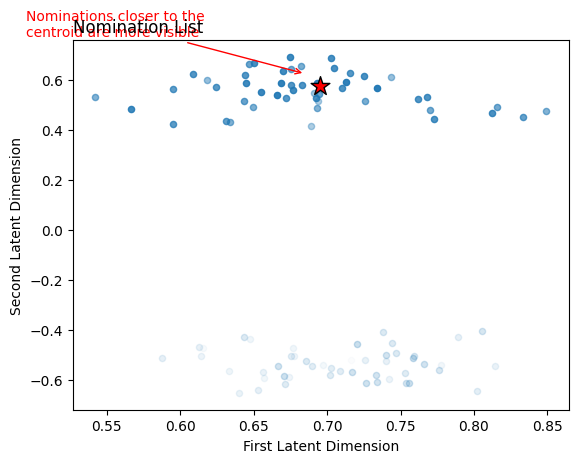 Nominations closer to the
centroid are more visible
Nomination List
Second Latent Dimension
0.6
0.4
0.2
0.0
−0.2
−0.4
−0.6
0.55
0.60
0.65
0.70
0.75
0.80
0.85
First Latent Dimension